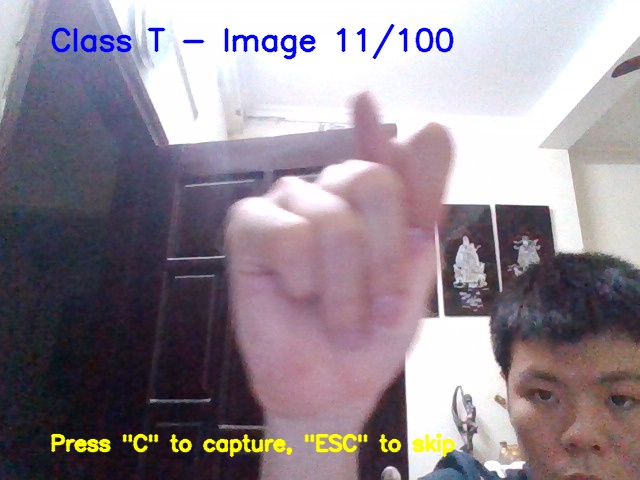 Class T - Image 11/100
Press "C" to capture, "ESC" to skip